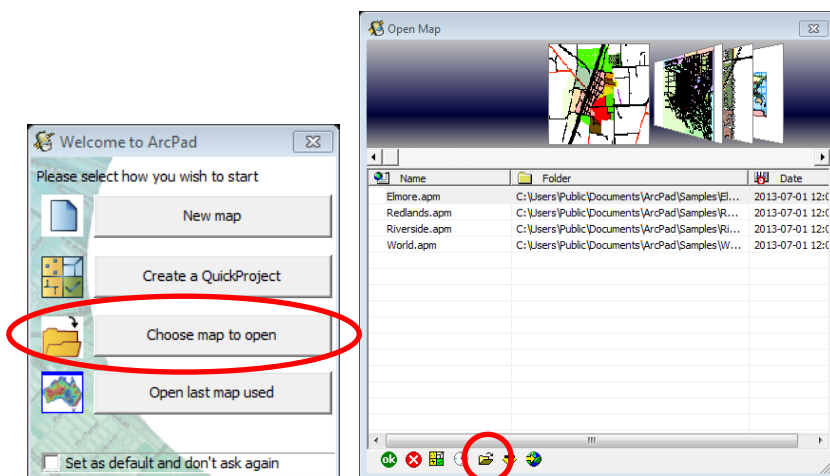 Welcome to ArcPad
Please select how you wish to start
New map
Create a QuickProject
Choose map to open
Open last map used
Set as default and don't ask again
Open Map
Name Folder Date
Elmore.apm C:\Users\Public\Documents\ArcPad\Samples\El... 2013-07-01 12:0
Redlands.apm C:\Users\Public\Documents\ArcPad\Samples\R... 2013-07-01 12:0
Riverside.apm C:\Users\Public\Documents\ArcPad\Samples\Ri... 2013-07-01 12:0
World.apm C:\Users\Public\Documents\ArcPad\Samples\W... 2013-07-01 12:0
ok